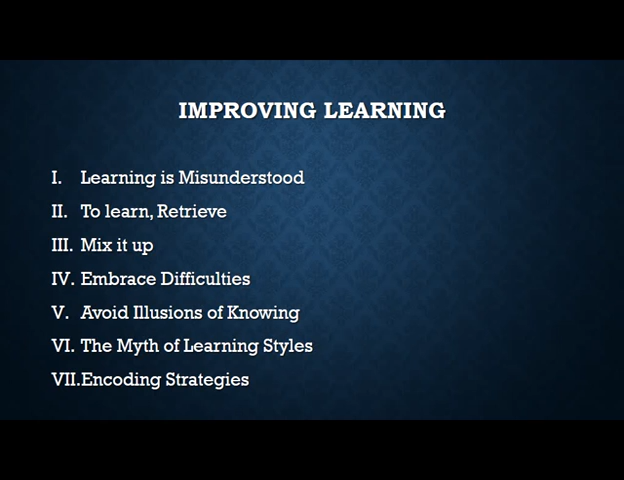 IMPROVING LEARNING
I. Learning is Misunderstood
II. To learn, Retrieve
III. Mix it up
IV. Embrace Difficulties
V. Avoid Illusions of Knowing
VI. The Myth of Learning Styles
VII.Encoding Strategies